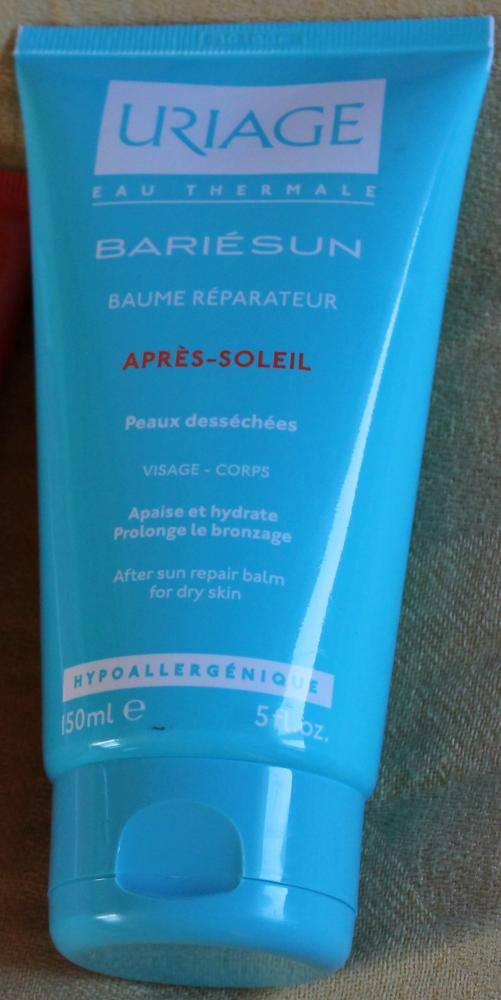 URIAGE
EAU THERMALE
BARIÉSUN
BAUME RÉPARATEUR
APRÈS-SOLEIL
Peaux desséchées
VISAGE - CORPS
Apaise et hydrate
Prolonge le bronzage
After sun repair balm
for dry skin
HYPOALLERGÉNIQUE
150ml e 5 fl.oz.